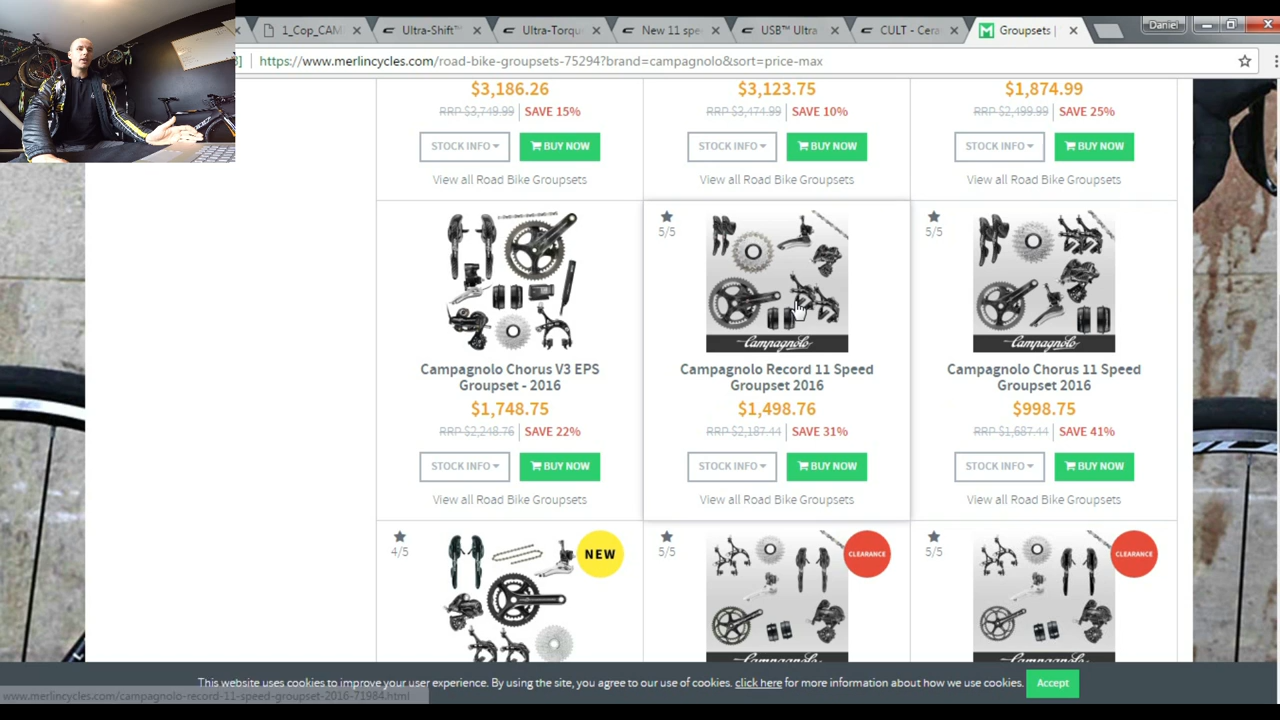 1_Cop_CAM
Ultra-Shift™
Ultra-Torqu
New 11 spe
USB™ Ultra
CULT - Cera
Groupsets |
Daniel
https://www.merlincycles.com/road-bike-groupsets-75294?brand=campagnolo&sort=price-max
$3,186.26
$3,123.75
$1,874.99
RRP $3,749.99 SAVE 15%
RRP $3,474.99 SAVE 10%
RRP $2,499.99 SAVE 25%
STOCK INFO BUY NOW
STOCK INFO BUY NOW
STOCK INFO BUY NOW
View all Road Bike Groupsets
View all Road Bike Groupsets
View all Road Bike Groupsets
Campagnolo Chorus V3 EPS
Groupset - 2016
$1,748.75
RRP $2,248.76 SAVE 22%
STOCK INFO BUY NOW
View all Road Bike Groupsets
5/5
Campagnolo
Campagnolo Record 11 Speed
Groupset 2016
$1,498.76
RRP $2,187.44 SAVE 31%
STOCK INFO BUY NOW
View all Road Bike Groupsets
5/5
Campagnolo
Campagnolo Chorus 11 Speed
Groupset 2016
$998.75
RRP $1,687.44 SAVE 41%
STOCK INFO BUY NOW
View all Road Bike Groupsets
4/5
NEW
5/5
CLEARANCE
5/5
CLEARANCE
This website uses cookies to improve your user experience. By using the site, you agree to our use of cookies. click here for more information about how we use cookies. Accept
www.merlincycles.com/campagnolo-record-11-speed-groupset-2016-71984.html